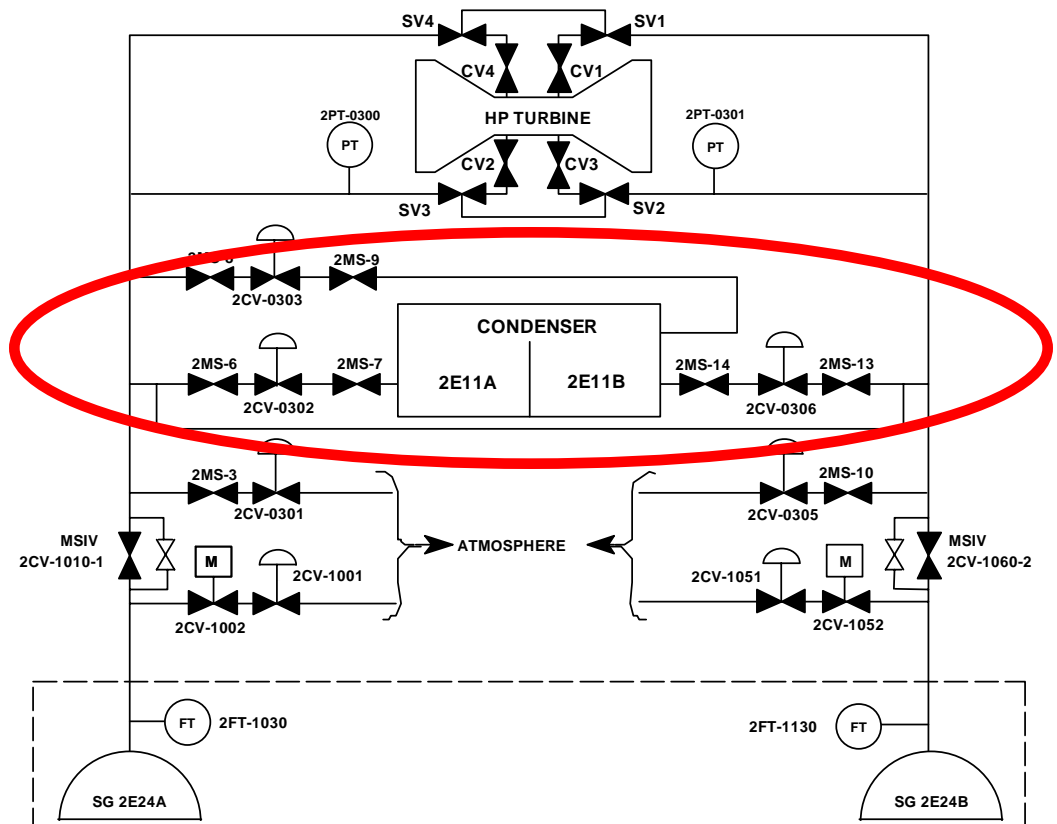 SV4
SV1
CV4
CV1
HP TURBINE
2PT-0300
2PT-0301
PT
PT
CV2
CV3
SV3
SV2
2MS-9
2CV-0303
CONDENSER
2MS-6
2MS-7
2E11A
2E11B
2MS-14
2MS-13
2CV-0302
2CV-0306
2MS-3
2MS-10
2CV-0301
2CV-0305
MSIV
2CV-1010-1
ATMOSPHERE
MSIV
2CV-1060-2
M
2CV-1001
2CV-1051
M
2CV-1002
2CV-1052
FT
2FT-1030
2FT-1130
FT
SG 2E24A
SG 2E24B